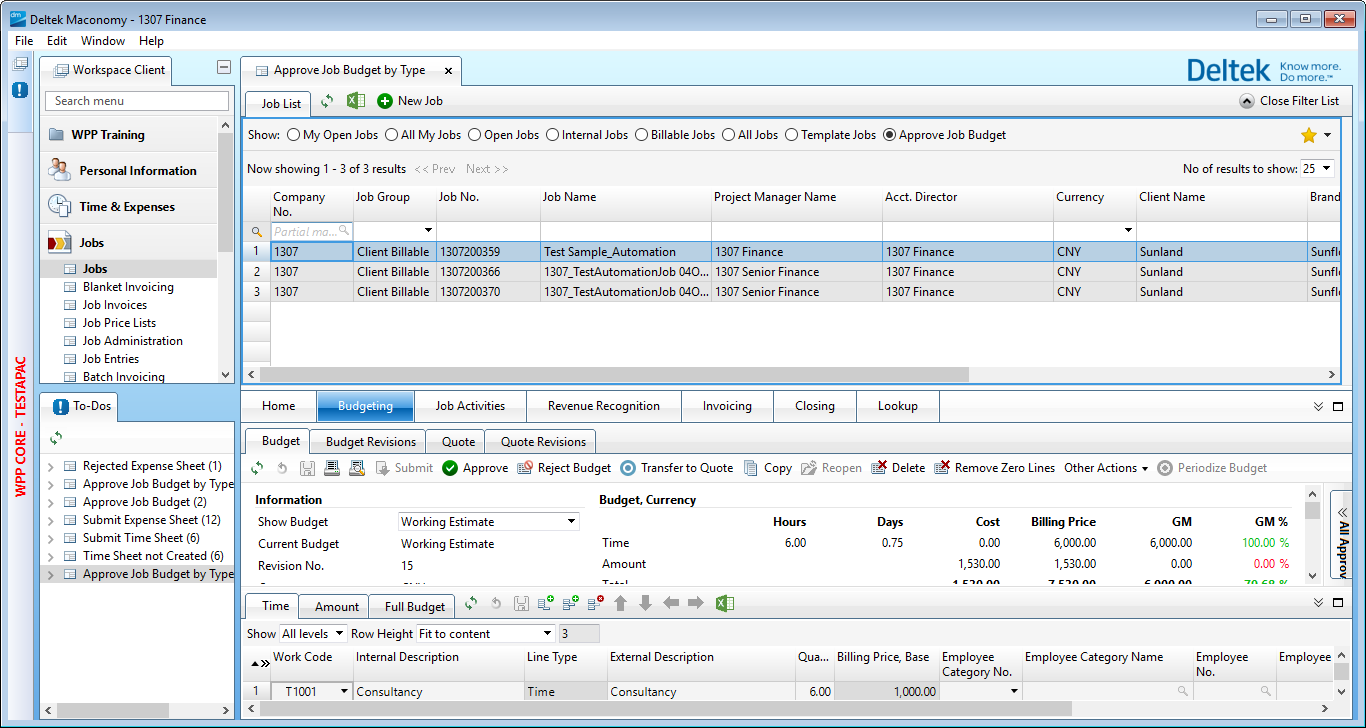 Deltek Maconomy - 1307 Finance
File Edit Window Help
Workspace Client
Search menu
WPP Training
Personal Information
Time & Expenses
Jobs
Jobs
Blanket Invoicing
Job Invoices
Job Price Lists
Job Administration
Job Entries
Batch Invoicing
WPP CORE - TESTAPAC
To-Dos
Rejected Expense Sheet (1)
Approve Job Budget by Type
Approve Job Budget (2)
Submit Expense Sheet (12)
Submit Time Sheet (6)
Time Sheet not Created (6)
Approve Job Budget by Type
Approve Job Budget by Type x
Deltek Know more.
Do more.™
Job List New Job Close Filter List
Show: My Open Jobs All My Jobs Open Jobs Internal Jobs Billable Jobs All Jobs Template Jobs Approve Job Budget
Now showing 1 - 3 of 3 results << Prev Next >> No of results to show: 25
Company No. Job Group Job No. Job Name Project Manager Name Acct. Director Currency Client Name Brand
Partial ma...
1 1307 Client Billable 1307200359 Test Sample_Automation 1307 Finance 1307 Finance CNY Sunland Sunflo
2 1307 Client Billable 1307200366 1307_TestAutomationJob 04O... 1307 Senior Finance 1307 Finance CNY Sunland Sunflo
3 1307 Client Billable 1307200370 1307_TestAutomationJob 04O... 1307 Senior Finance 1307 Finance CNY Sunland Sunflo
Home Budgeting Job Activities Revenue Recognition Invoicing Closing Lookup
Budget Budget Revisions Quote Quote Revisions
Submit Approve Reject Budget Transfer to Quote Copy Reopen Delete Remove Zero Lines Other Actions Periodize Budget
Information Budget, Currency
Show Budget Working Estimate Hours Days Cost Billing Price GM GM %
Current Budget Working Estimate Time 6.00 0.75 0.00 6,000.00 6,000.00 100.00 %
Revision No. 15 Amount 1,530.00 1,530.00 0.00 0.00 %
Total 1,530.00 7,530.00 6,000.00 79.68 %
All Approv
Time Amount Full Budget
Show All levels Row Height Fit to content 3
Work Code Internal Description Line Type External Description Qua... Billing Price, Base Employee Category No. Employee Category Name Employee No. Employee
1 T1001 Consultancy Time Consultancy 6.00 1,000.00